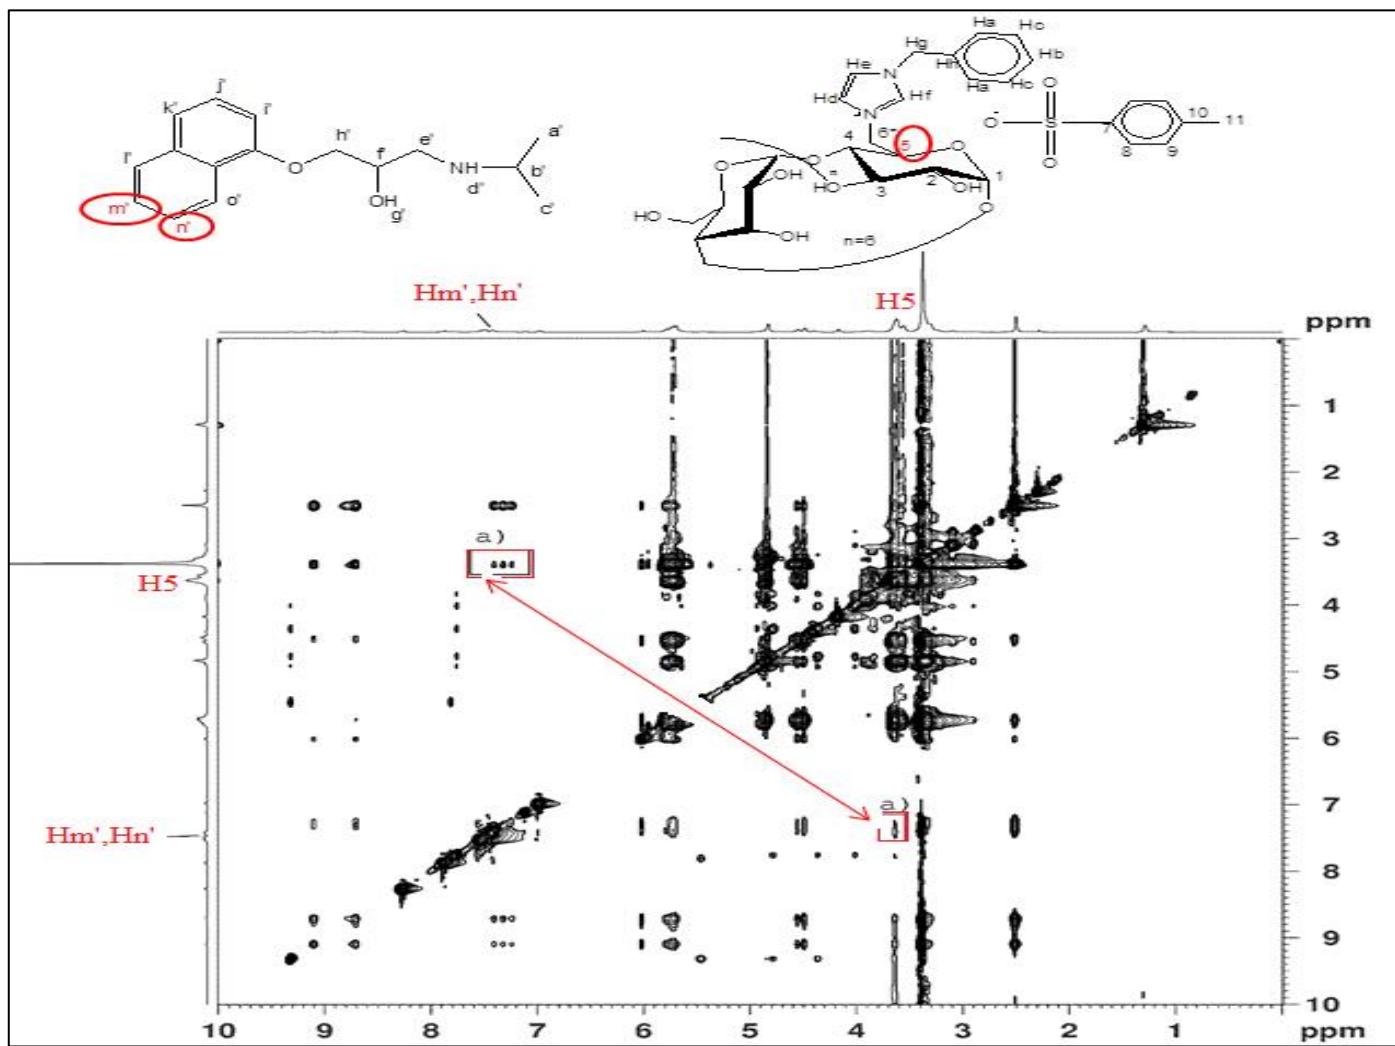 Ha
Hc
Hg
Hb
Hh
He
N
Ha
Hc
Hd
Hf
N
O
6"
O
S
O
10
11
7
8
9
j'
k'
i'
l'
O
h'
f'
e'
NH
d'
a'
b'
c'
OH
g'
m'
n'
o'
4
5
O
O
O
n
OH
HO
3
2
OH
1
O
HO
OH
n=6
Hm',Hn'
H5
ppm
1
2
a)
3
H5
4
5
6
a)
7
Hm',Hn'
8
9
10
10 9 8 7 6 5 4 3 2 1 ppm